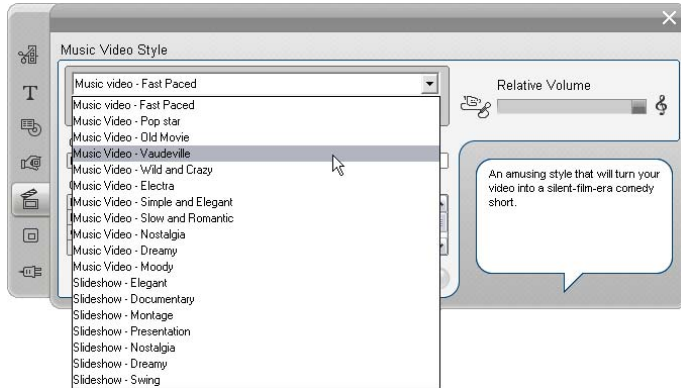 Music Video Style
Music video - Fast Paced
Relative Volume
Music video - Fast Paced
Music Video - Pop star
Music Video - Old Movie
Music Video - Vaudeville
Music Video - Wild and Crazy
Music Video - Electra
Music Video - Simple and Elegant
Music Video - Slow and Romantic
Music Video - Nostalgia
Music Video - Dreamy
Music Video - Moody
Slideshow - Elegant
Slideshow - Documentary
Slideshow - Montage
Slideshow - Presentation
Slideshow - Nostalgia
Slideshow - Dreamy
Slideshow - Swing
An amusing style that will turn your
video into a silent-film-era comedy
short.
T